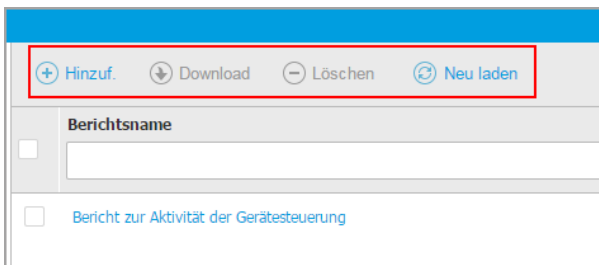 Hinzuf. Download Löschen Neu laden
Berichtsname
Bericht zur Aktivität der Gerätesteuerung